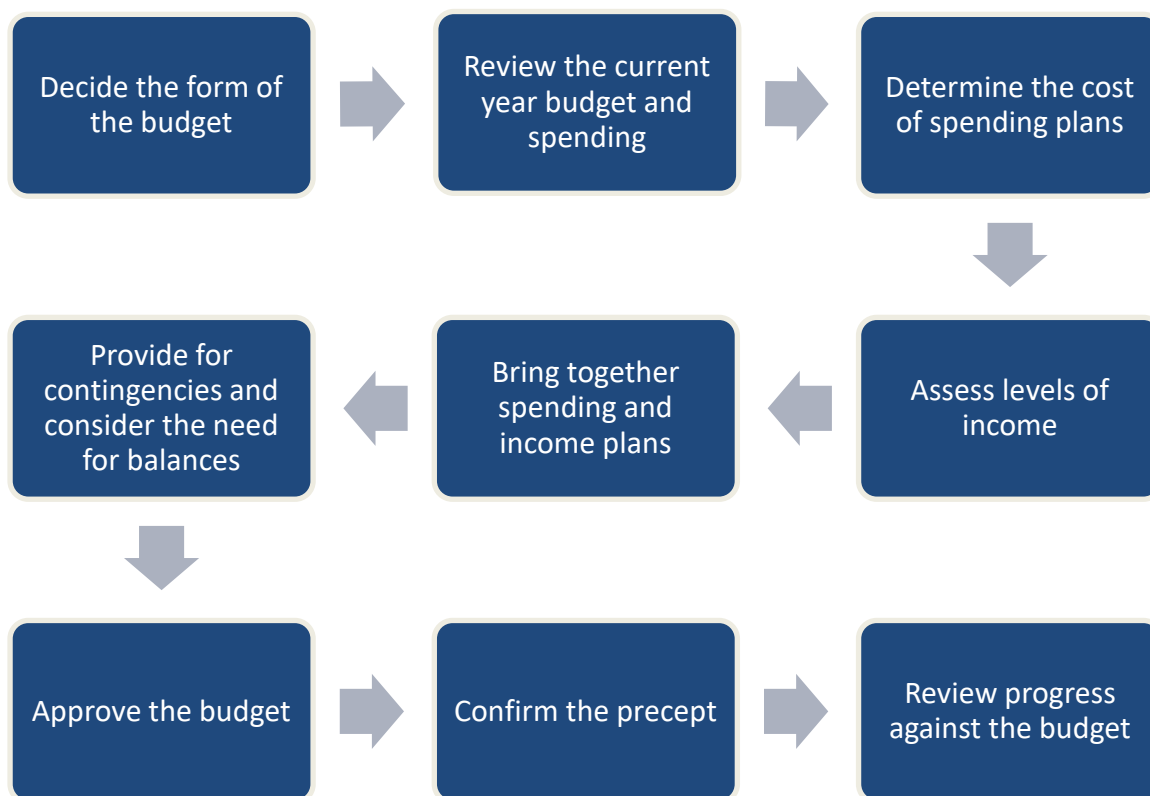 Decide the form of
the budget
Review the current
year budget and
spending
Determine the cost
of spending plans
Assess levels of
income
Bring together
spending and
income plans
Provide for
contingencies and
consider the need
for balances
Approve the budget
Confirm the precept
Review progress
against the budget